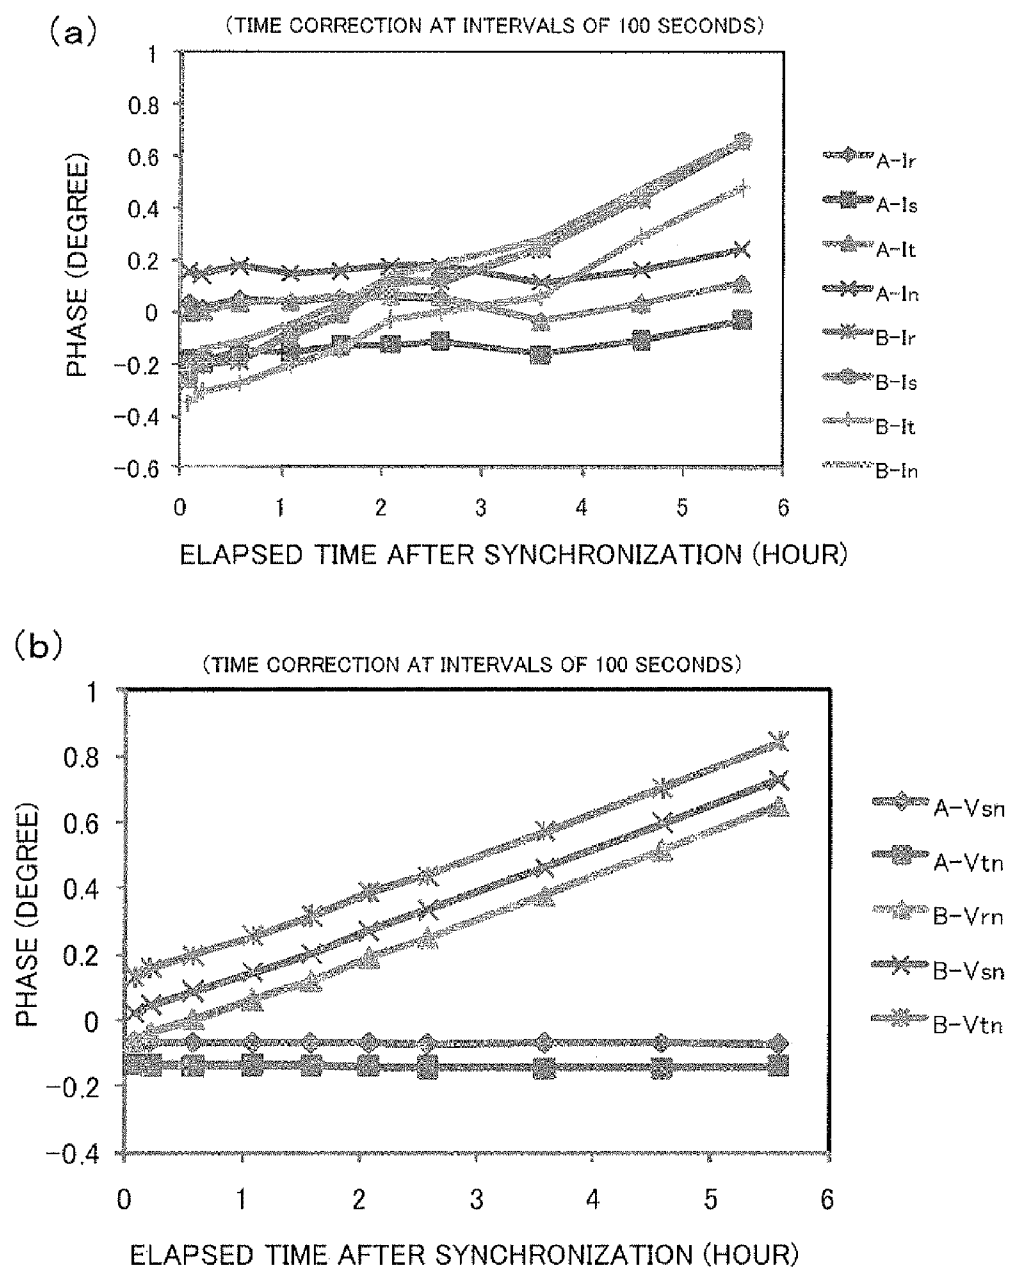 (a)
(TIME CORRECTION AT INTERVALS OF 100 SECONDS)
1
0.8
0.6
0.4
0.2
0
-0.2
-0.4
-0.6
PHASE (DEGREE)
0 1 2 3 4 5 6
ELAPSED TIME AFTER SYNCHRONIZATION (HOUR)
A-Ir
A-Is
A-It
A-In
B-Ir
B-Is
B-It
B-In
(b)
(TIME CORRECTION AT INTERVALS OF 100 SECONDS)
1
0.8
0.6
0.4
0.2
0
-0.2
-0.4
PHASE (DEGREE)
0 1 2 3 4 5 6
ELAPSED TIME AFTER SYNCHRONIZATION (HOUR)
A-Vsn
A-Vtn
B-Vrn
B-Vsn
B-Vtn